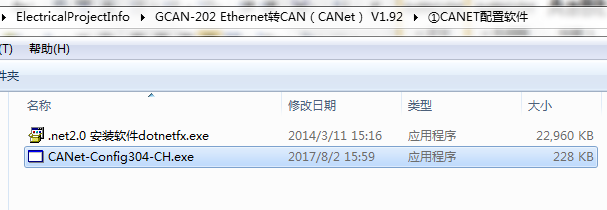 ElectricalProjectInfo ▸ GCAN-202 Ethernet转CAN（CANet） V1.92 ▸ ①CANET配置软件
(T) 帮助(H)
件夹
名称 修改日期 类型 大小
.net2.0 安装软件dotnetfx.exe 2014/3/11 15:16 应用程序 22,960 KB
CANet-Config304-CH.exe 2017/8/2 15:59 应用程序 228 KB